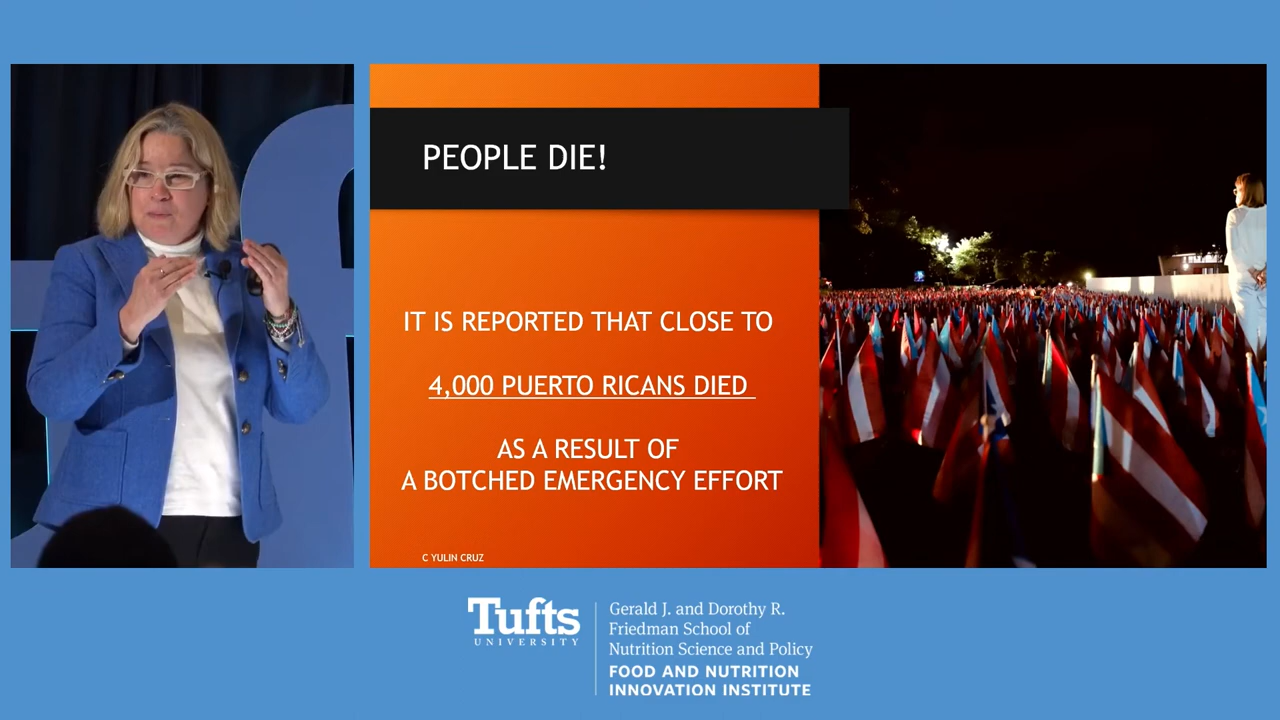 PEOPLE DIE!
IT IS REPORTED THAT CLOSE TO
4,000 PUERTO RICANS DIED
AS A RESULT OF
A BOTCHED EMERGENCY EFFORT
C YULIN CRUZ
Tufts
UNIVERSITY
Gerald J. and Dorothy R.
Friedman School of
Nutrition Science and Policy
FOOD AND NUTRITION
INNOVATION INSTITUTE